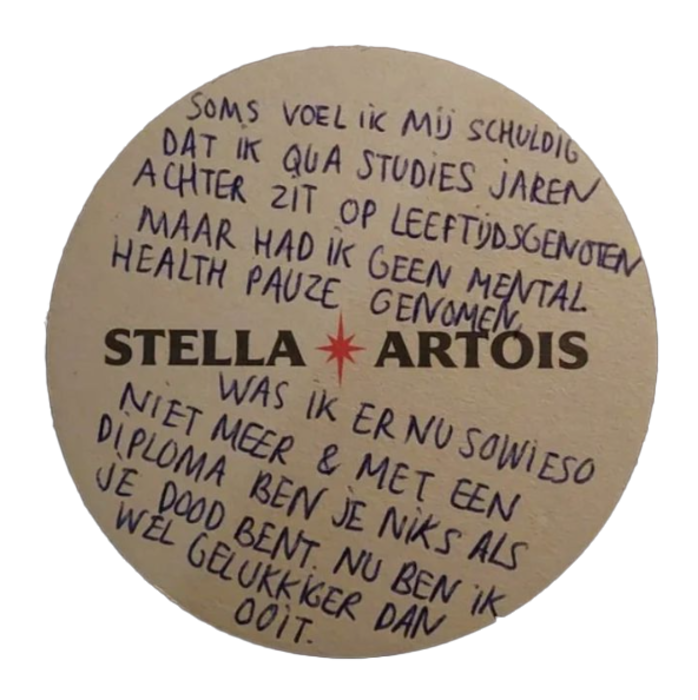 SOMS VOEL IK MIJ SCHULDIG
DAT IK QUA STUDIES JAREN
ACHTER ZIT OP LEEFTIJDSGENOTEN
MAAR HAD IK GEEN MENTAL
HEALTH PAUZE GENOMEN,
STELLA ARTOIS
WAS IK ER NU SOWIESO
NIET MEER & MET EEN
DIPLOMA BEN JE NIKS ALS
JE DOOD BENT. NU BEN IK
WEL GELUKKIGER DAN
OOIT.